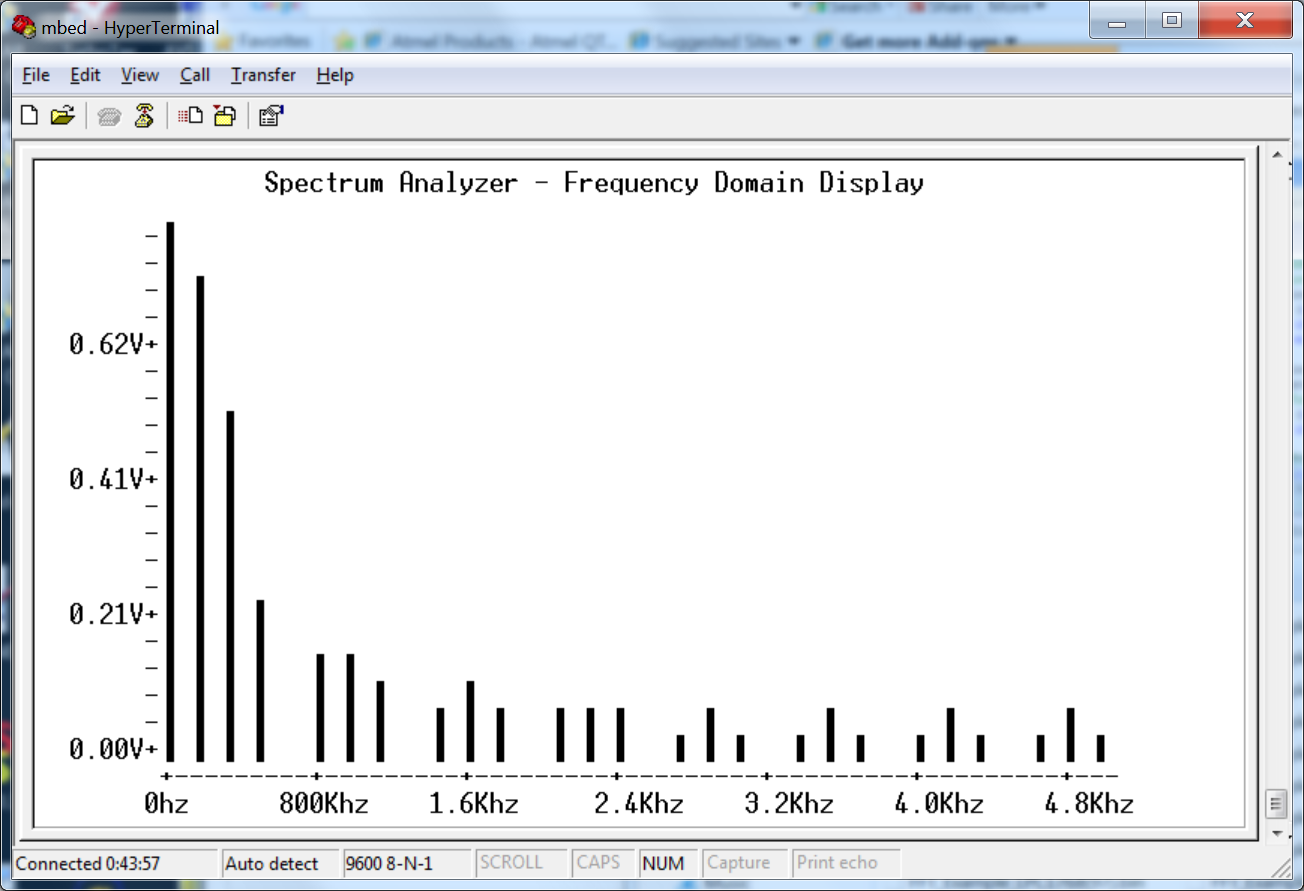 mbed - HyperTerminal
File Edit View Call Transfer Help
Spectrum Analyzer - Frequency Domain Display
0.62V+
0.41V+
0.21V+
0.00V+
0hz 800Khz 1.6Khz 2.4Khz 3.2Khz 4.0Khz 4.8Khz
Connected 0:43:57 Auto detect 9600 8-N-1 SCROLL CAPS NUM Capture Print echo